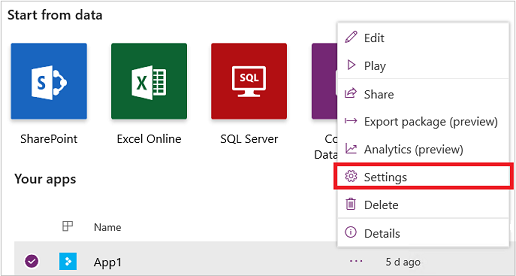 Start from data
SharePoint
Excel Online
SQL Server
Co
Data
Edit
Play
Share
Export package (preview)
Analytics (preview)
Settings
Delete
Details
Your apps
Name
App1
... 5 d ago